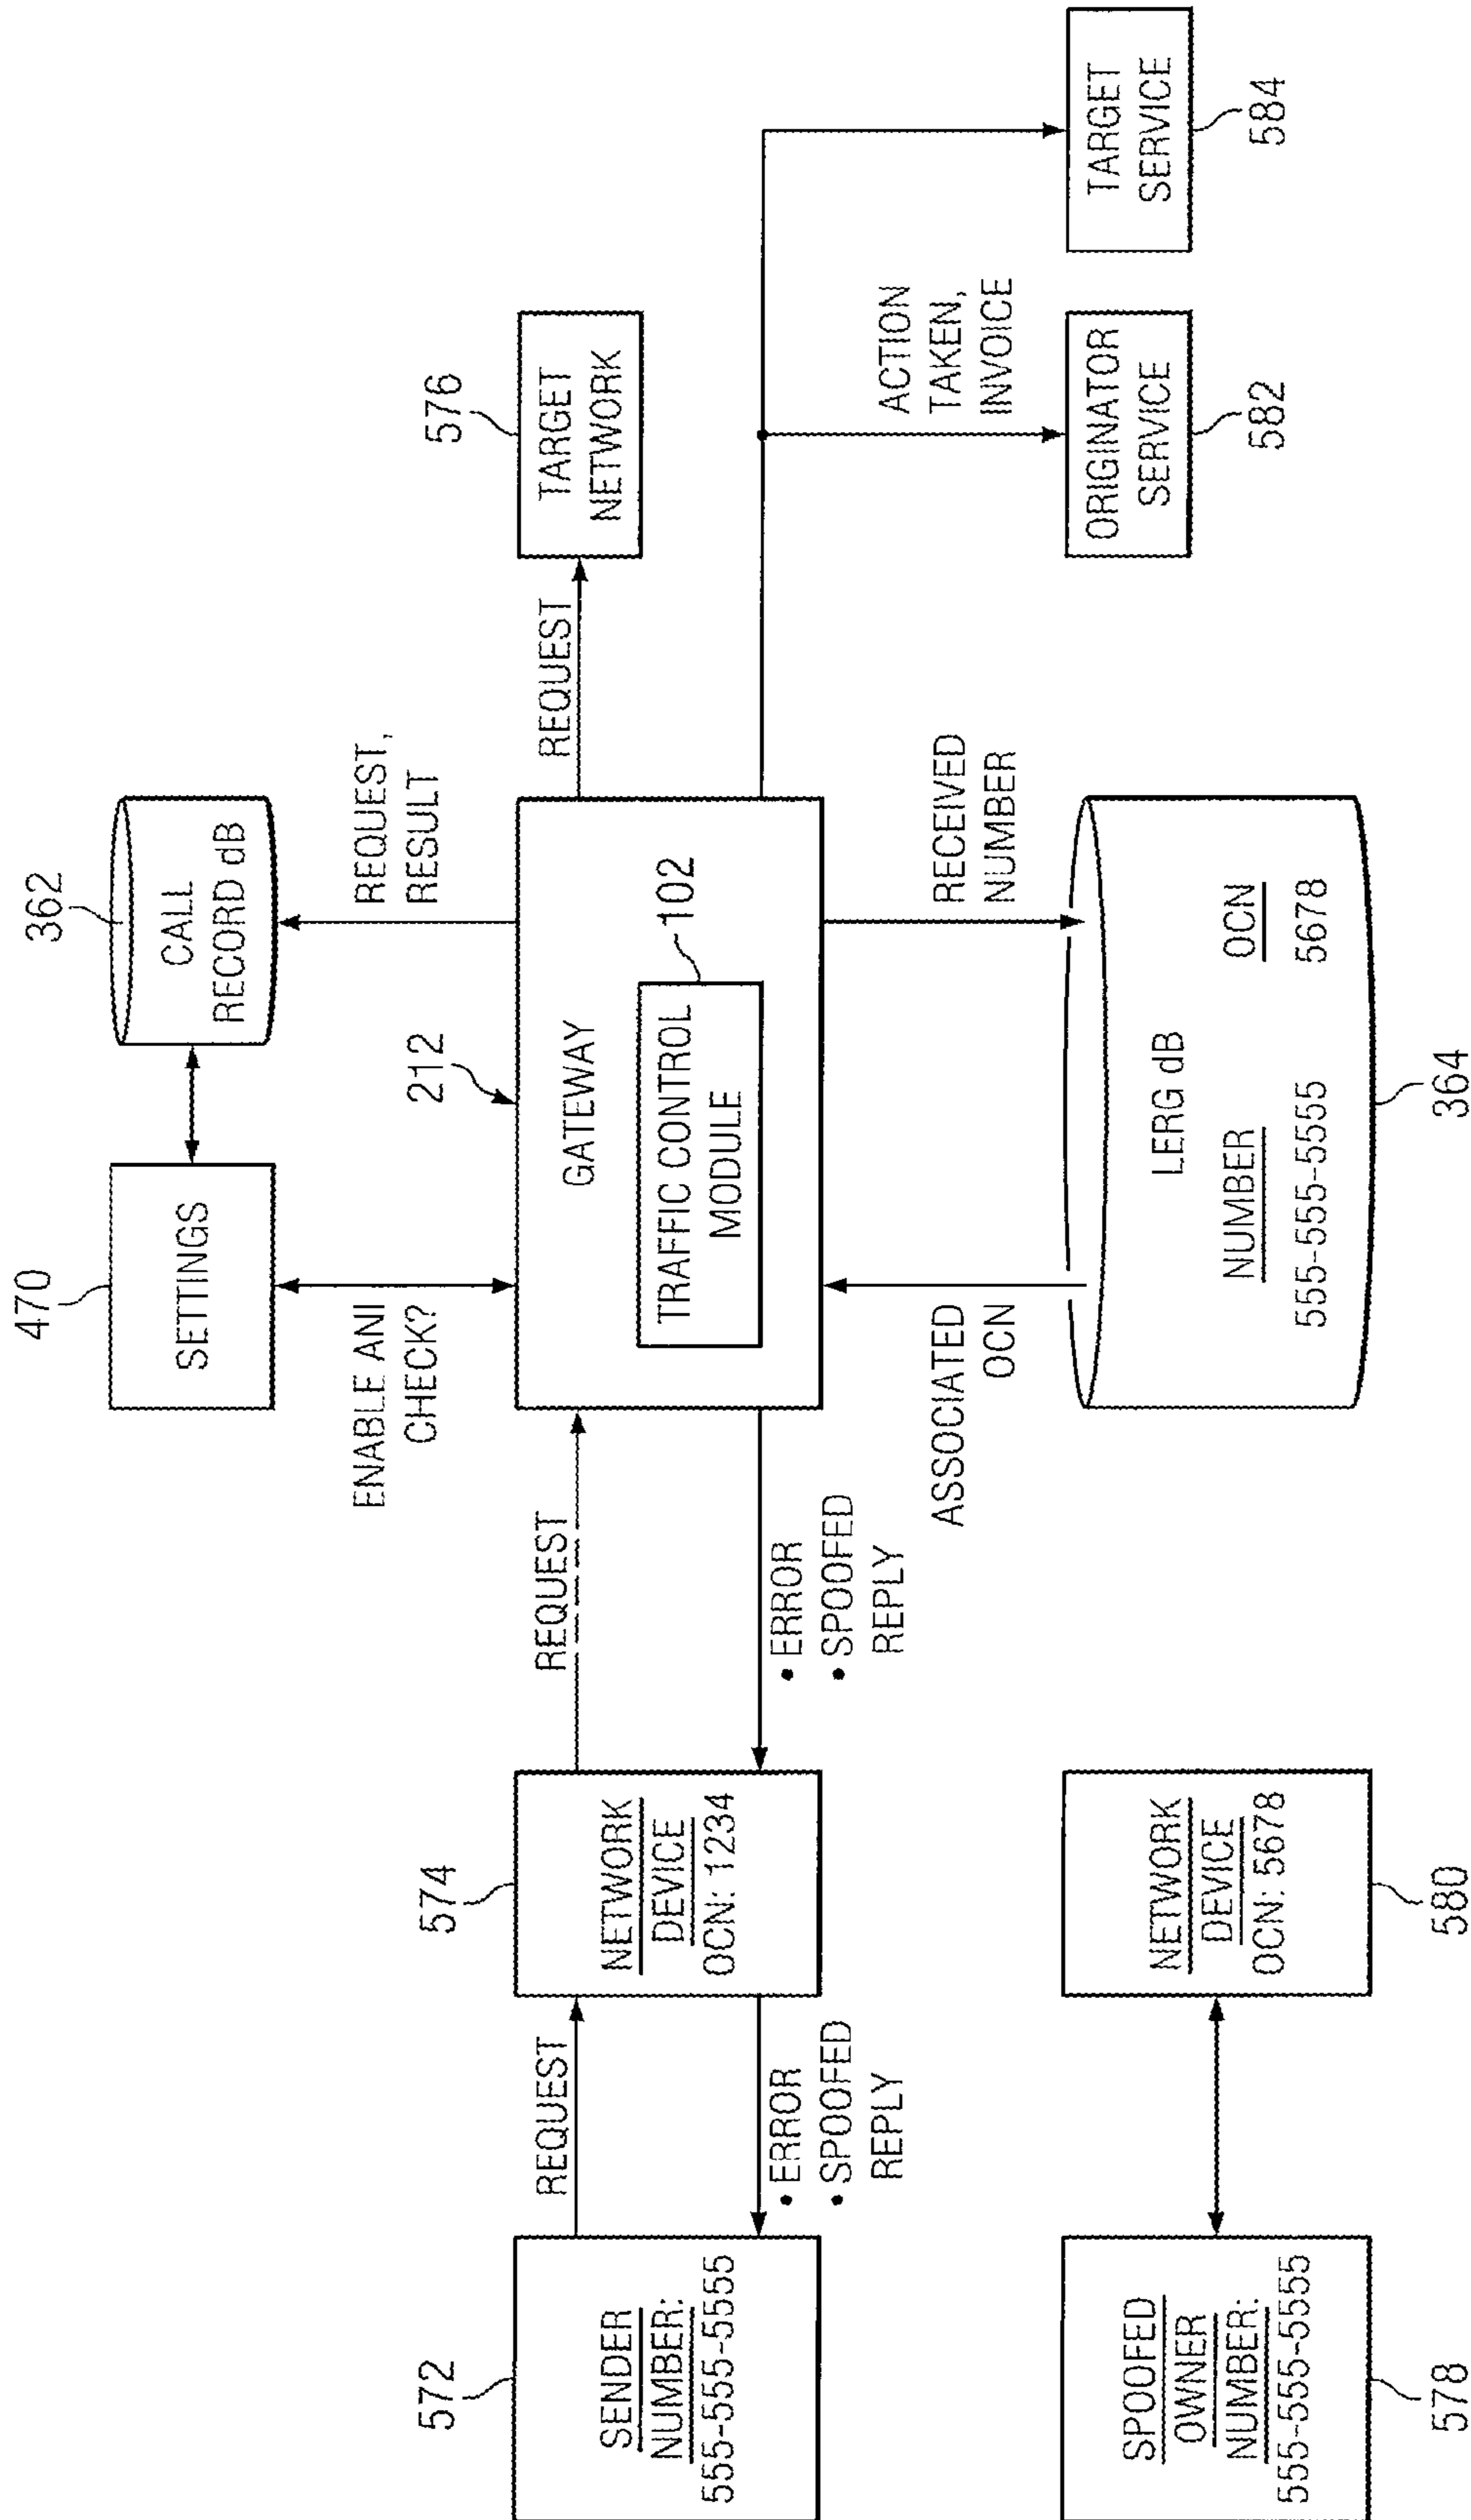 470
SETTINGS
362
CALL
RECORD dB
ENABLE ANI
CHECK?
REQUEST,
RESULT
572
SENDER
NUMBER:
555-555-5555
REQUEST
• ERROR
• SPOOFED
REPLY
574
NETWORK
DEVICE
OCN: 1234
REQUEST
• ERROR
• SPOOFED
REPLY
212
GATEWAY
TRAFFIC CONTROL
MODULE
102
REQUEST
576
TARGET
NETWORK
ASSOCIATED
OCN
RECEIVED
NUMBER
ACTION
TAKEN,
INVOICE
578
SPOOFED
OWNER
NUMBER:
555-555-5555
580
NETWORK
DEVICE
OCN: 5678
LERG dB
NUMBER
OCN
555-555-5555
5678
364
ORIGINATOR
SERVICE
582
TARGET
SERVICE
584